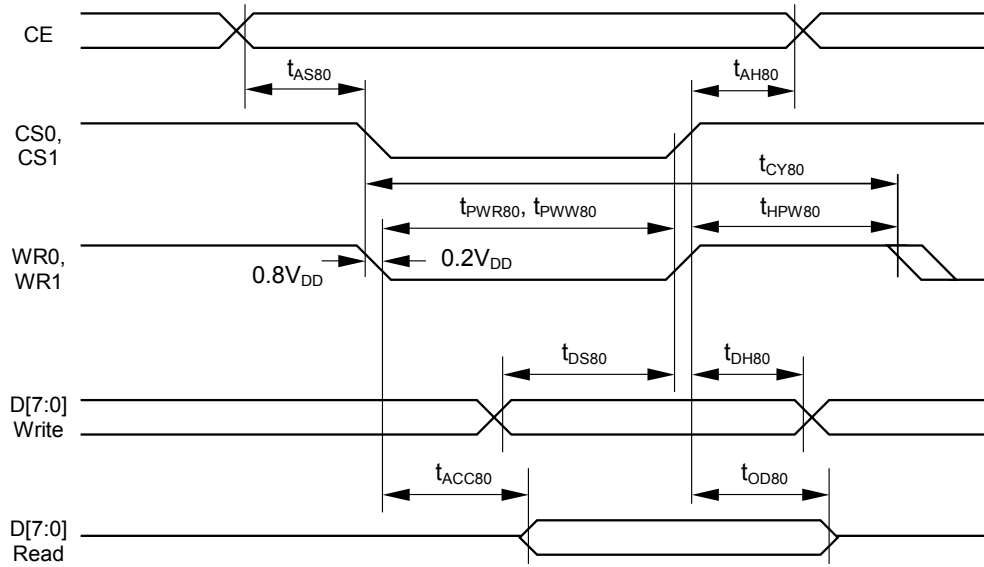 CE
tAS80
tAH80
CS0,
CS1
tCY80
tPWR80, tPWW80
tHPW80
WR0,
WR1
0.8VDD
0.2VDD
tDS80
tDH80
D[7:0]
Write
tACC80
tOD80
D[7:0]
Read